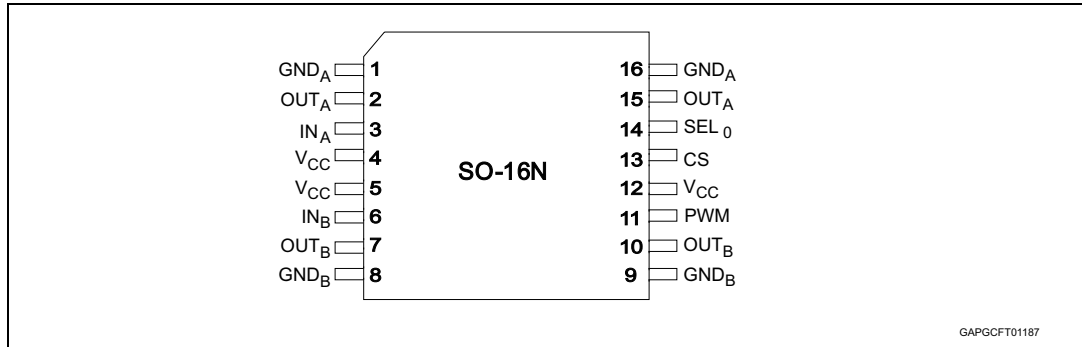 GNDA 1 16 GNDA
OUTA 2 15 OUTA
INA 3 14 SEL 0
VCC 4 13 CS
SO-16N
VCC 5 12 VCC
INB 6 11 PWM
OUTB 7 10 OUTB
GNDB 8 9 GNDB
GAPGCFT01187